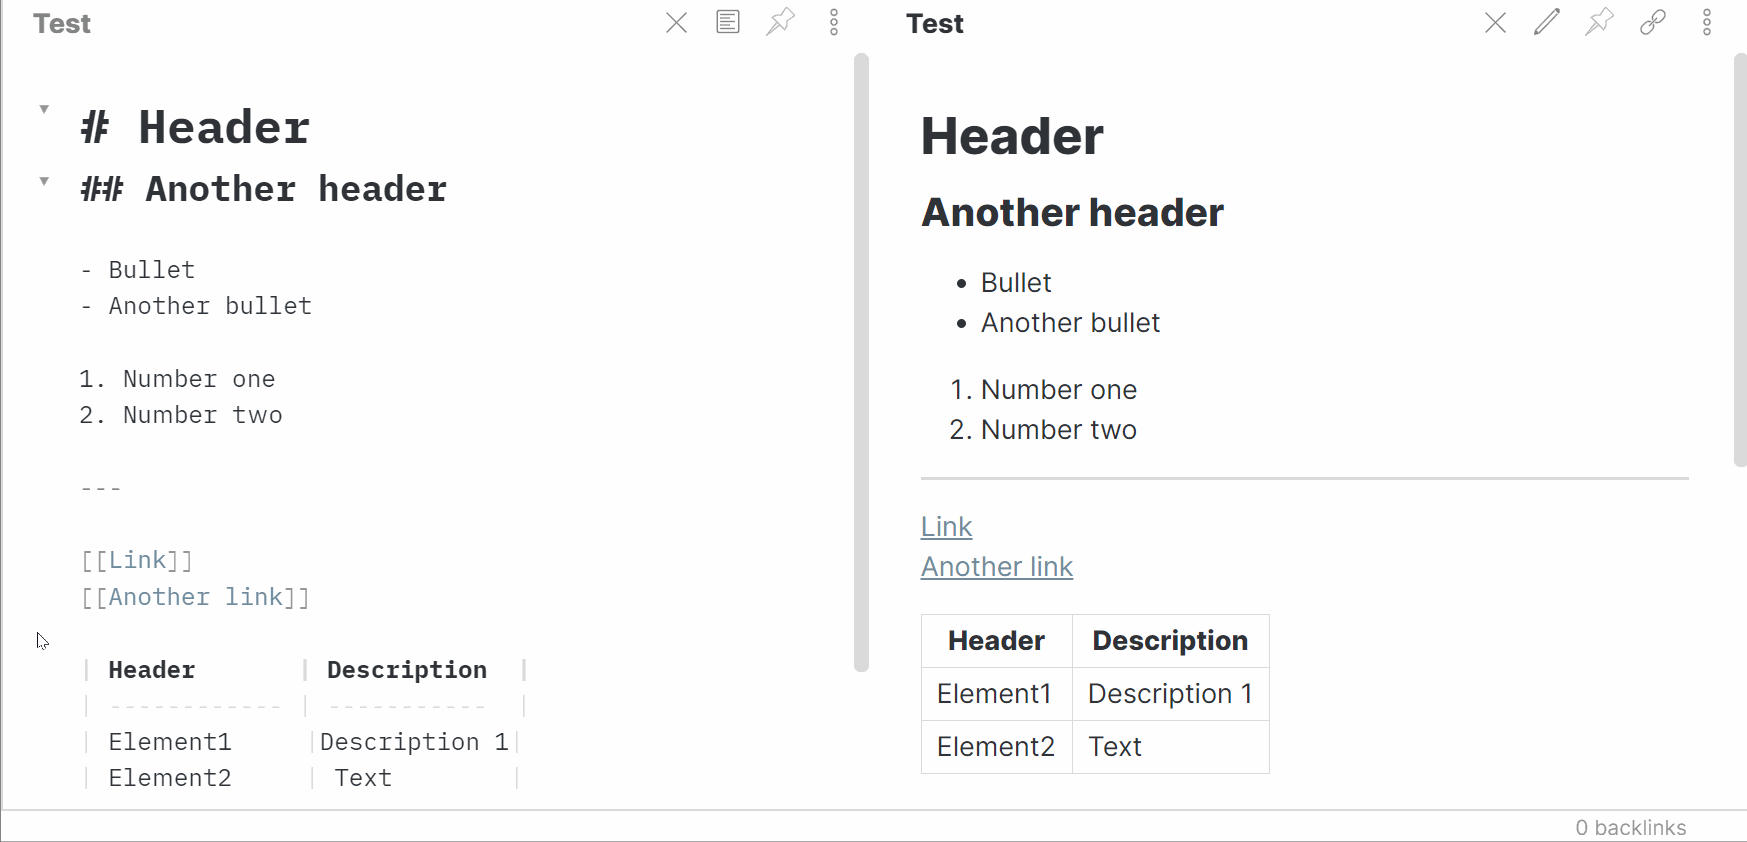 Test
# Header
## Another header
- Bullet
- Another bullet
1. Number one
2. Number two
---
[[Link]]
[[Another link]]
| Header | Description |
| ------------ | ----------- |
| Element1 |Description 1|
| Element2 | Text |
Test
Header
Another header
• Bullet
• Another bullet
1. Number one
2. Number two
Link
Another link
Header Description
Element1 Description 1
Element2 Text
0 backlinks